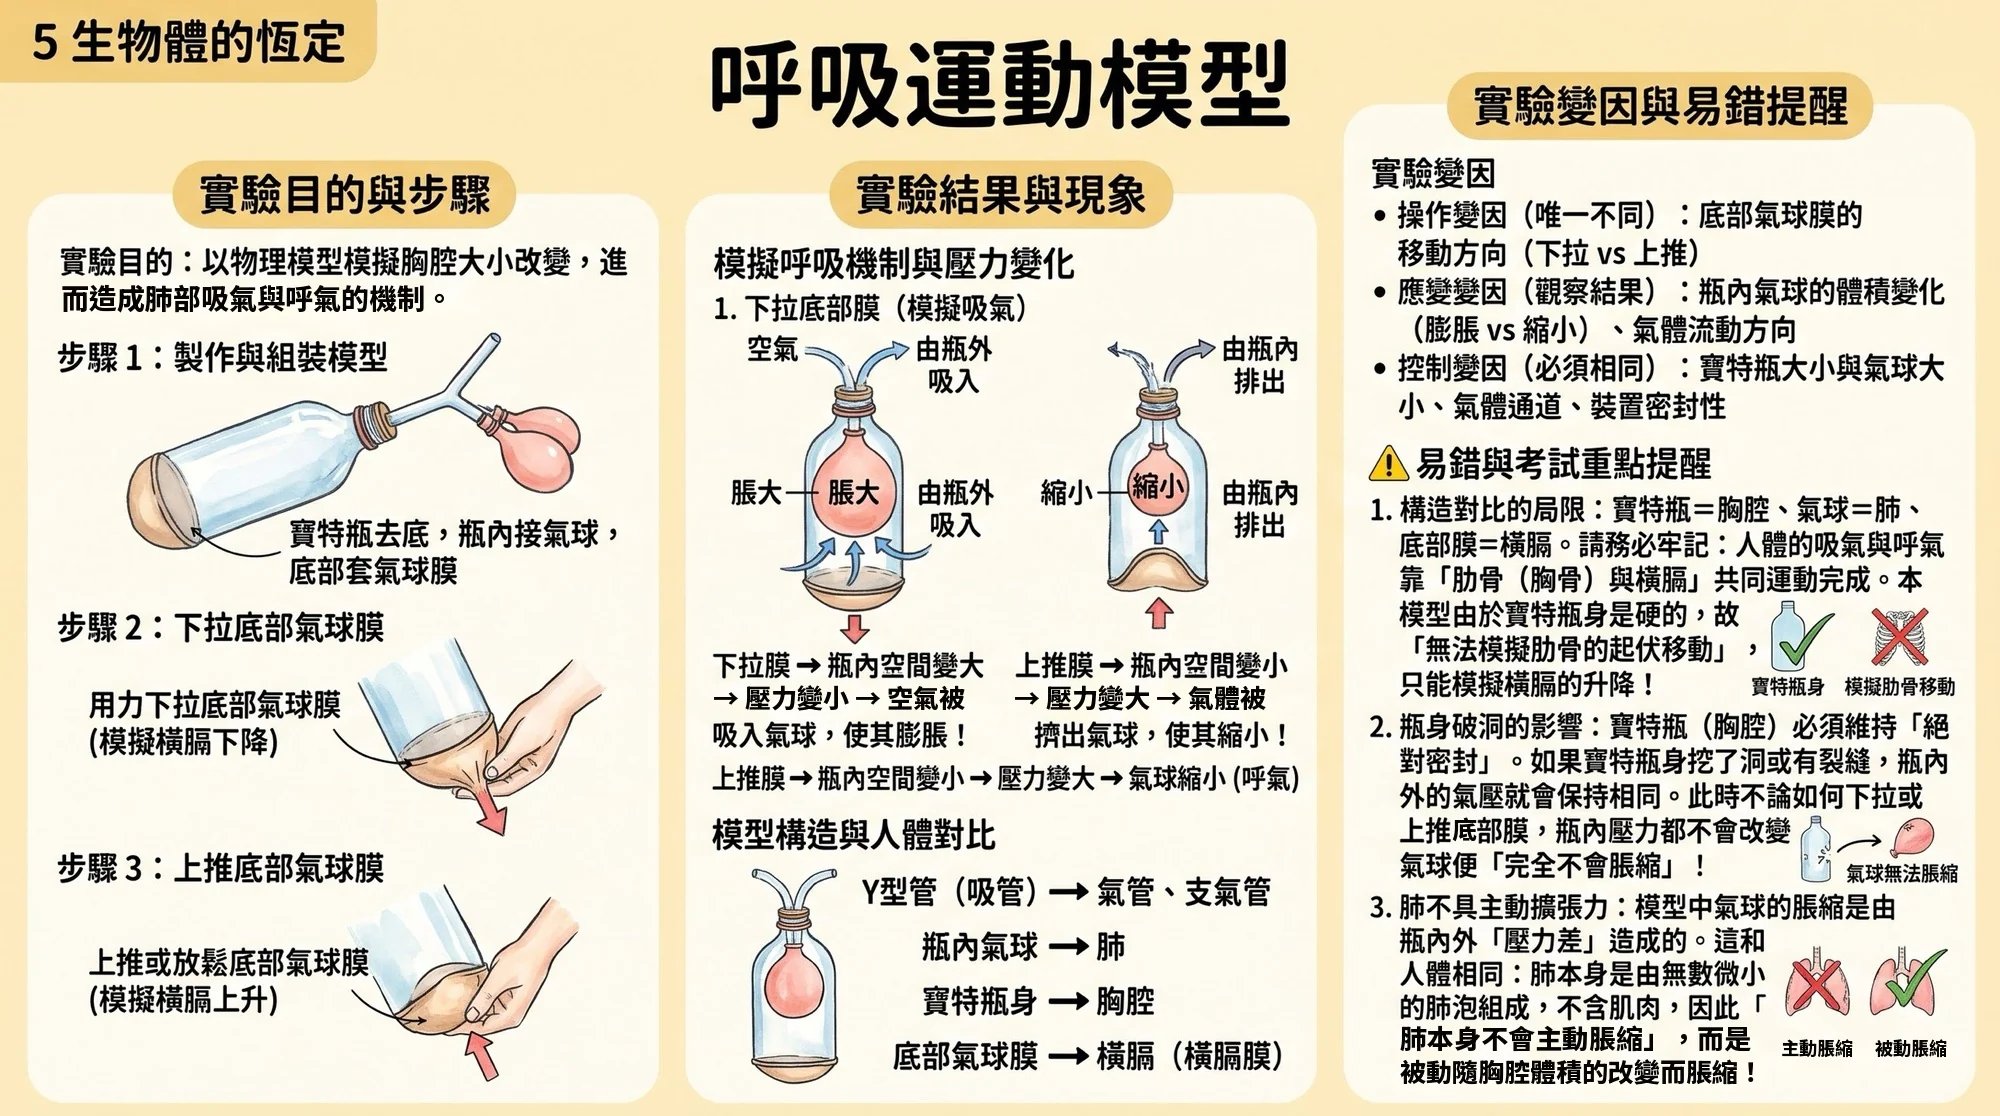 5 生物體的恆定
呼吸運動模型
實驗目的與步驟
實驗目的：以物理模型模擬胸腔大小改變，進
而造成肺部吸氣與呼氣的機制。
步驟 1：製作與組裝模型
寶特瓶去底，瓶內接氣球，
底部套氣球膜
步驟 2：下拉底部氣球膜
用力下拉底部氣球膜
(模擬橫膈下降)
步驟 3：上推底部氣球膜
上推或放鬆底部氣球膜
(模擬橫膈上升)
實驗結果與現象
模擬呼吸機制與壓力變化
1. 下拉底部膜（模擬吸氣）
空氣
由瓶外
吸入
脹大
脹大
由瓶外
吸入
由瓶內
排出
縮小
縮小
由瓶內
排出
下拉膜 → 瓶內空間變大
→ 壓力變小 → 空氣被
吸入氣球，使其膨脹！
上推膜 → 瓶內空間變小
→ 壓力變大 → 氣體被
擠出氣球，使其縮小！
上推膜 → 瓶內空間變小 → 壓力變大 → 氣球縮小 (呼氣)
模型構造與人體對比
Y型管（吸管） → 氣管、支氣管
瓶內氣球 → 肺
寶特瓶身 → 胸腔
底部氣球膜 → 橫膈（橫膈膜）
實驗變因與易錯提醒
實驗變因
• 操作變因（唯一不同）：底部氣球膜的
移動方向（下拉 vs 上推）
• 應變變因（觀察結果）：瓶內氣球的體積變化
（膨脹 vs 縮小）、氣體流動方向
• 控制變因（必須相同）：寶特瓶大小與氣球大
小、氣體通道、裝置密封性
易錯與考試重點提醒
1. 構造對比的局限：寶特瓶＝胸腔、氣球＝肺、
底部膜＝橫膈。請務必牢記：人體的吸氣與呼氣
靠「肋骨（胸骨）與橫膈」共同運動完成。本
模型由於寶特瓶身是硬的，故
「無法模擬肋骨的起伏移動」，
只能模擬橫膈的升降！
寶特瓶身
模擬肋骨移動
2. 瓶身破洞的影響：寶特瓶（胸腔）必須維持「絕
對密封」。如果寶特瓶身挖了洞或有裂縫，瓶內
外的氣壓就會保持相同。此時不論如何下拉或
上推底部膜，瓶內壓力都不會改變
氣球便「完全不會脹縮」！
氣球無法脹縮
3. 肺不具主動擴張力：模型中氣球的脹縮是由
瓶內外「壓力差」造成的。這和
人體相同：肺本身是由無數微小
的肺泡組成，不含肌肉，因此「
肺本身不會主動脹縮」，而是
被動隨胸腔體積的改變而脹縮！
主動脹縮
被動脹縮